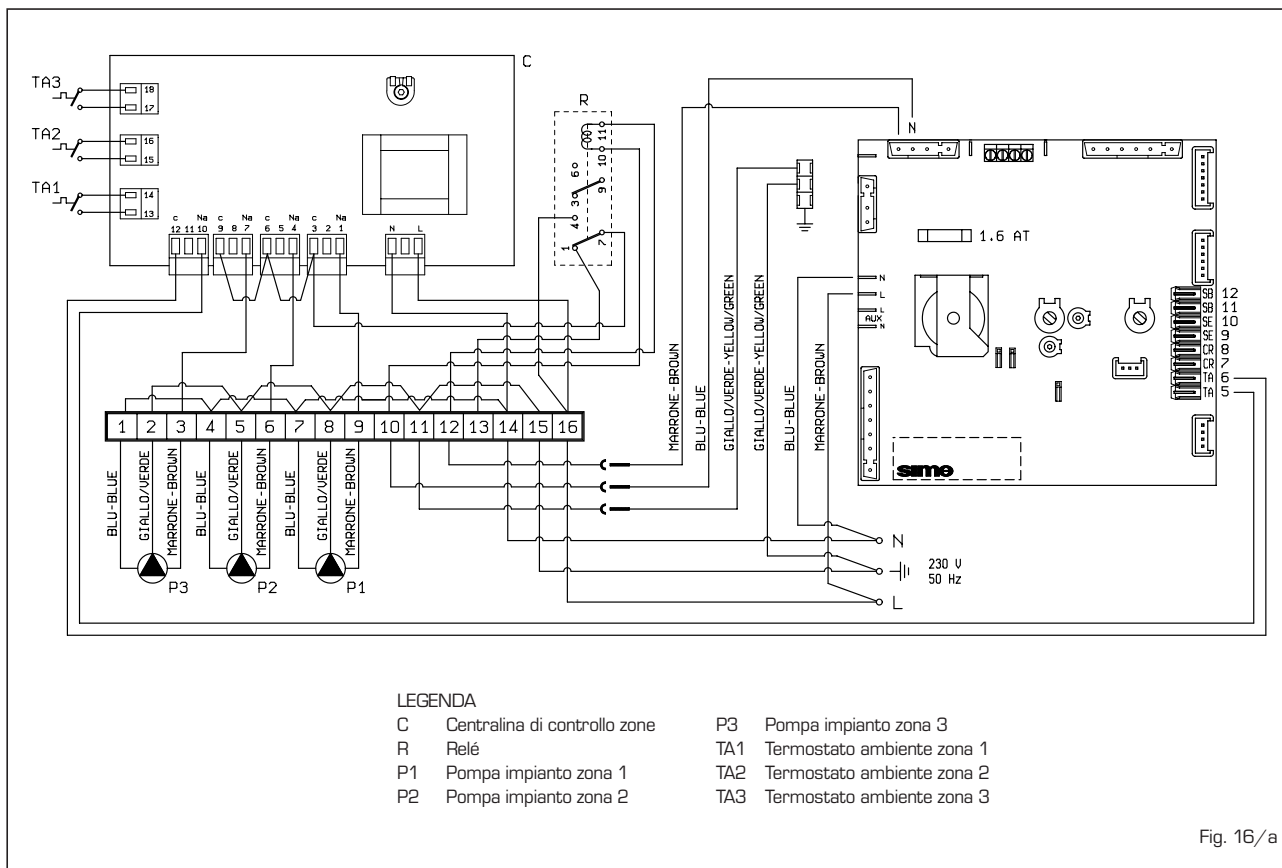 C
TA3
18
17
TA2
16
15
TA1
14
13
c Na c Na c Na c Na
12 11 10 9 8 7 6 5 4 3 2 1
N L
R
11
10
6
9
3
4
7
1
N
1.6 AT
N
L
L
AUX
N
SB 12
SB 11
SE 10
SE 9
CR 8
CR 7
TA 6
TA 5
sime
MARRONE-BROWN
BLU-BLUE
GIALLO/VERDE-YELLOW/GREEN
GIALLO/VERDE-YELLOW/GREEN
BLU-BLUE
MARRONE-BROWN
1 2 3 4 5 6 7 8 9 10 11 12 13 14 15 16
BLU-BLUE
GIALLO/VERDE
MARRONE-BROWN
BLU-BLUE
GIALLO/VERDE
MARRONE-BROWN
BLU-BLUE
GIALLO/VERDE
MARRONE-BROWN
P3
P2
P1
N
230 V
50 Hz
L
LEGENDA
C Centralina di controllo zone
R Relé
P1 Pompa impianto zona 1
P2 Pompa impianto zona 2
P3 Pompa impianto zona 3
TA1 Termostato ambiente zona 1
TA2 Termostato ambiente zona 2
TA3 Termostato ambiente zona 3
Fig. 16/a